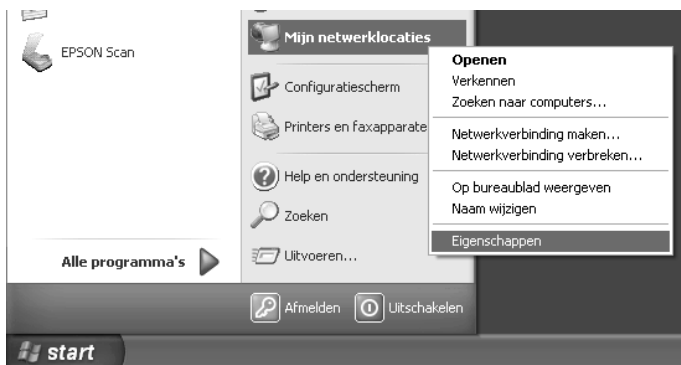 EPSON Scan
Alle programma's
Mijn netwerklocaties
Configuratiescherm
Printers en faxapparate
Help en ondersteuning
Zoeken
Uitvoeren...
Openen
Verkennen
Zoeken naar computers...
Netwerkverbinding maken...
Netwerkverbinding verbreken...
Op bureaublad weergeven
Naam wijzigen
Eigenschappen
Afmelden
Uitschakelen
start